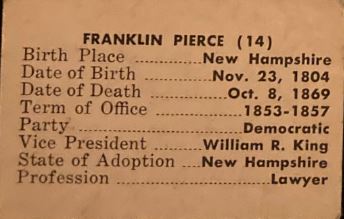 FRANKLIN PIERCE (14)
Birth Place ..............New Hampshire
Date of Birth ..............Nov. 23, 1804
Date of Death ..............Oct. 8, 1869
Term of Office ..............1853-1857
Party..............Democratic
Vice President ..............William R. King
State of Adoption ......New Hampshire
Profession ..............Lawyer